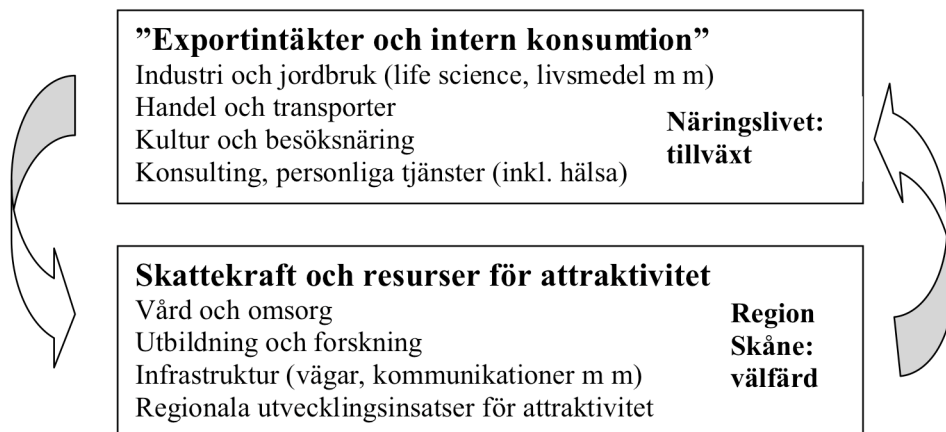 ”Exportintäkter och intern konsumtion”
Industri och jordbruk (life science, livsmedel m m)
Handel och transporter
Kultur och besöksnäring
Konsulting, personliga tjänster (inkl. hälsa)
Näringslivet:
tillväxt
Skattekraft och resurser för attraktivitet
Vård och omsorg
Utbildning och forskning
Infrastruktur (vägar, kommunikationer m m)
Regionala utvecklingsinsatser för attraktivitet
Region
Skåne:
välfärd